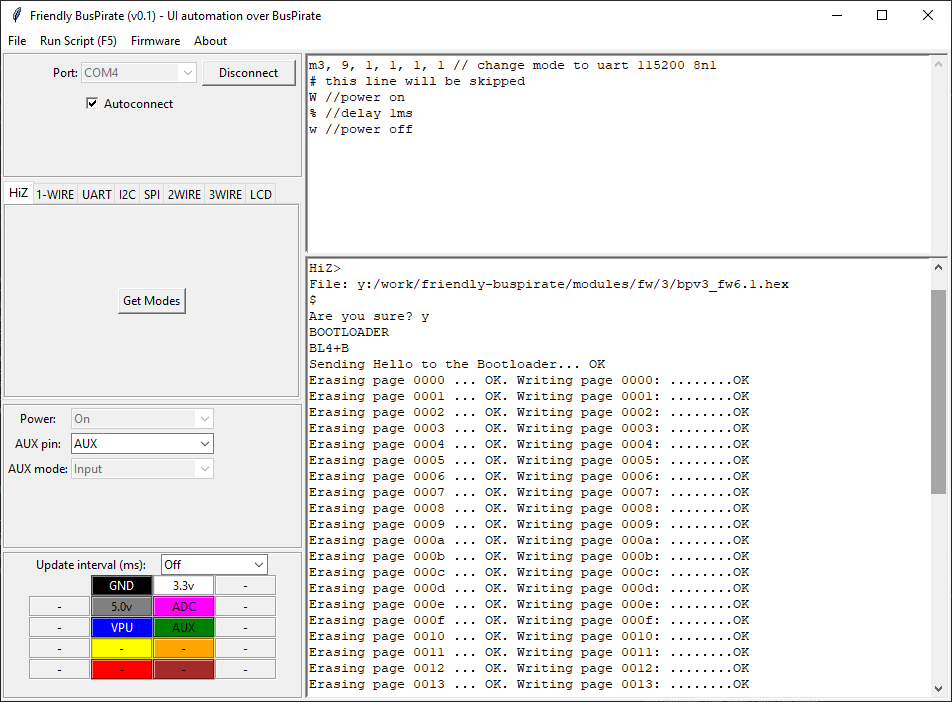 Friendly BusPirate (v0.1) - UI automation over BusPirate
File Run Script (F5) Firmware About
Port: COM4 Disconnect
Autoconnect
HiZ 1-WIRE UART I2C SPI 2WIRE 3WIRE LCD
Get Modes
Power: On
AUX pin: AUX
AUX mode: Input
Update interval (ms): Off
GND 3.3v -
- 5.0v ADC -
- VPU AUX -
- - - -
- - - -
m3, 9, 1, 1, 1, 1 // change mode to uart 115200 8n1
# this line will be skipped
W //power on
% //delay 1ms
w //power off
HiZ>
File: y:/work/friendly-buspirate/modules/fw/3/bpv3_fw6.1.hex
$
Are you sure? y
BOOTLOADER
BL4+B
Sending Hello to the Bootloader... OK
Erasing page 0000 ... OK. Writing page 0000: ........OK
Erasing page 0001 ... OK. Writing page 0001: ........OK
Erasing page 0002 ... OK. Writing page 0002: ........OK
Erasing page 0003 ... OK. Writing page 0003: ........OK
Erasing page 0004 ... OK. Writing page 0004: ........OK
Erasing page 0005 ... OK. Writing page 0005: ........OK
Erasing page 0006 ... OK. Writing page 0006: ........OK
Erasing page 0007 ... OK. Writing page 0007: ........OK
Erasing page 0008 ... OK. Writing page 0008: ........OK
Erasing page 0009 ... OK. Writing page 0009: ........OK
Erasing page 000a ... OK. Writing page 000a: ........OK
Erasing page 000b ... OK. Writing page 000b: ........OK
Erasing page 000c ... OK. Writing page 000c: ........OK
Erasing page 000d ... OK. Writing page 000d: ........OK
Erasing page 000e ... OK. Writing page 000e: ........OK
Erasing page 000f ... OK. Writing page 000f: ........OK
Erasing page 0010 ... OK. Writing page 0010: ........OK
Erasing page 0011 ... OK. Writing page 0011: ........OK
Erasing page 0012 ... OK. Writing page 0012: ........OK
Erasing page 0013 ... OK. Writing page 0013: ........OK